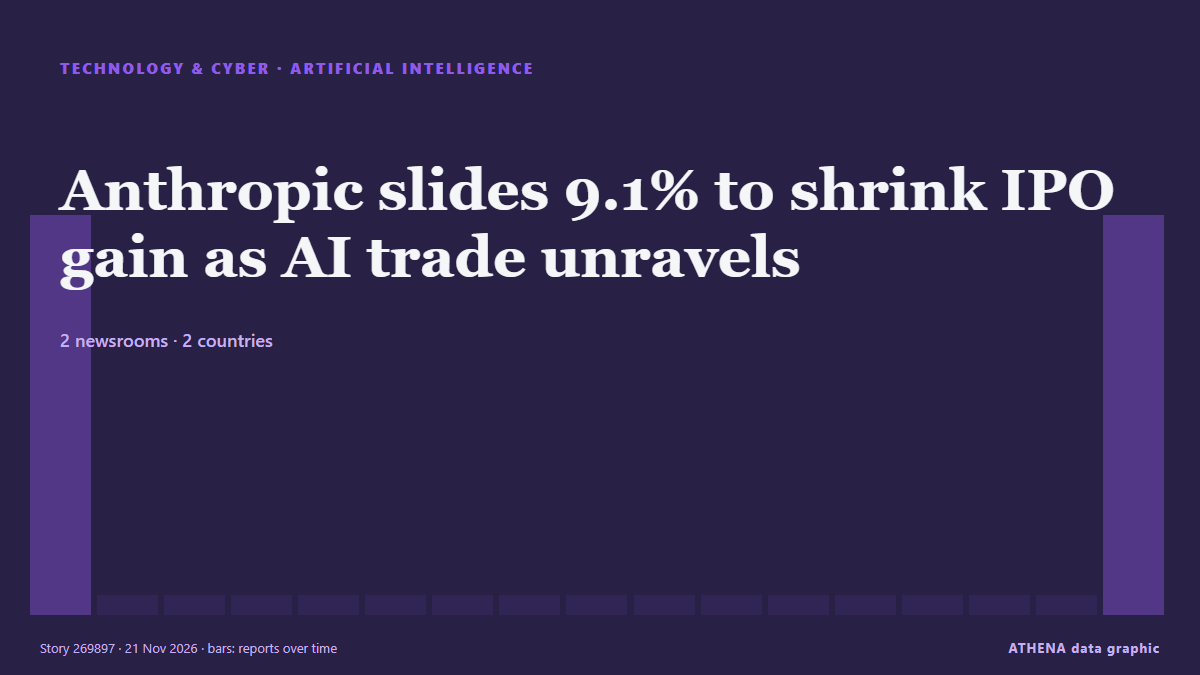 TECHNOLOGY & CYBER · ARTIFICIAL INTELLIGENCE
Anthropic slides 9.1% to shrink IPO
gain as AI trade unravels
2 newsrooms · 2 countries
Story 269897 · 21 Nov 2026 · bars: reports over time
ATHENA data graphic